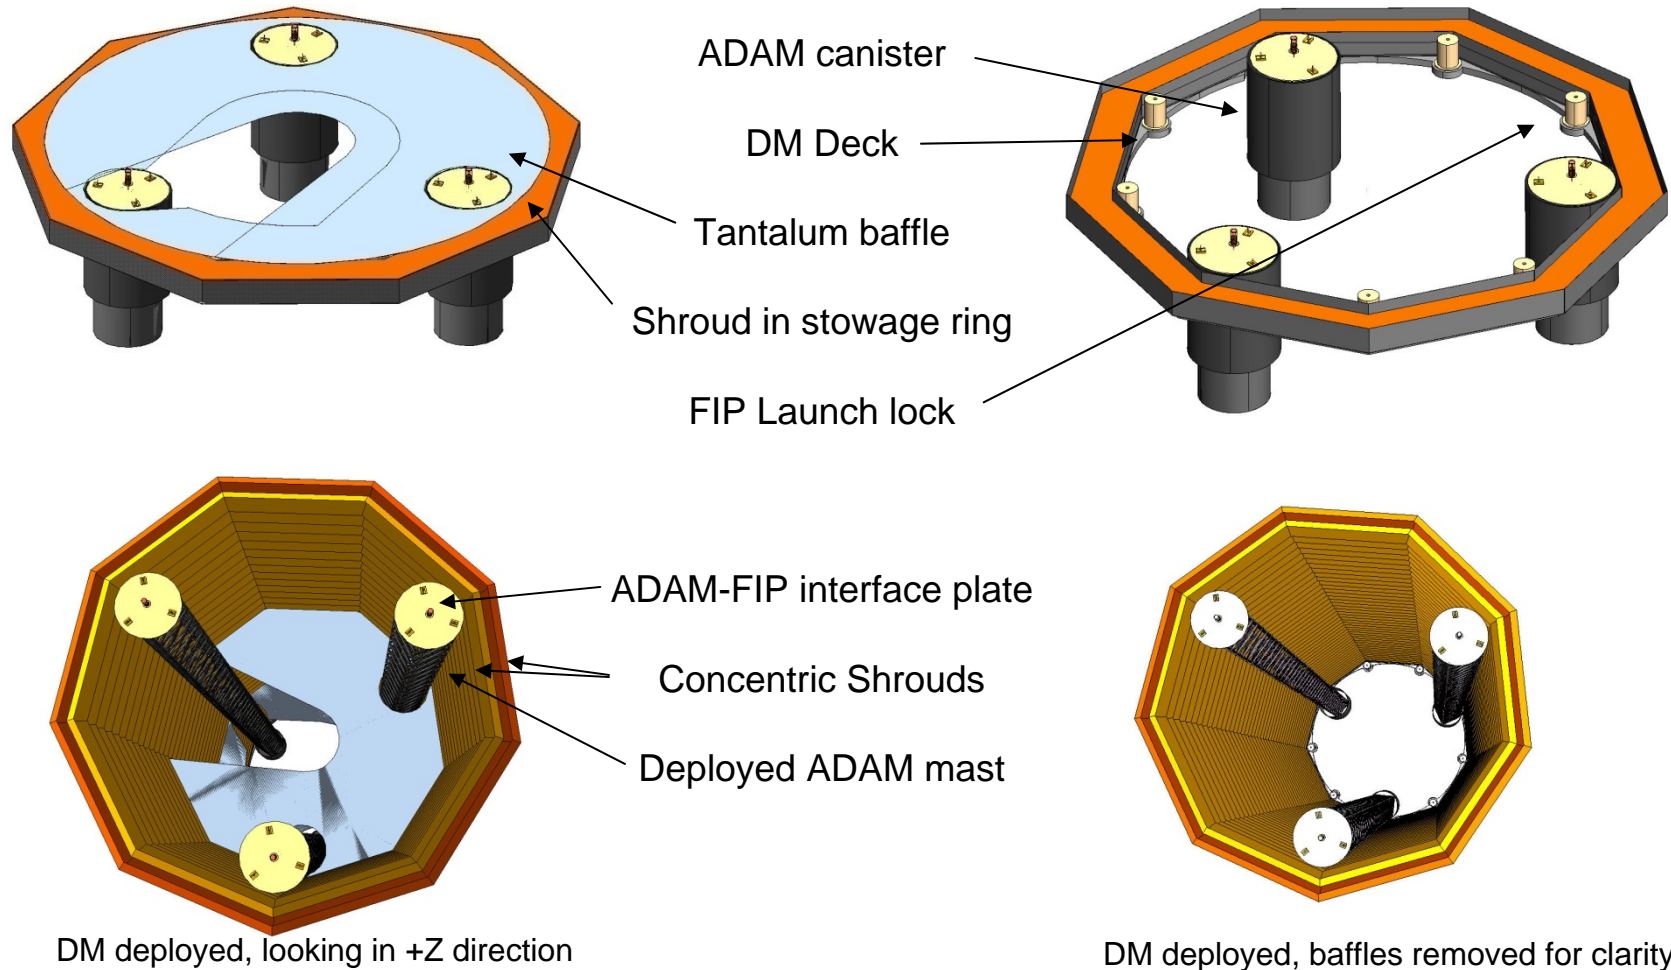 ADAM canister
DM Deck
Tantalum baffle
Shroud in stowage ring
FIP Launch lock
ADAM-FIP interface plate
Concentric Shrouds
Deployed ADAM mast
DM deployed, looking in +Z direction
DM deployed, baffles removed for clarity